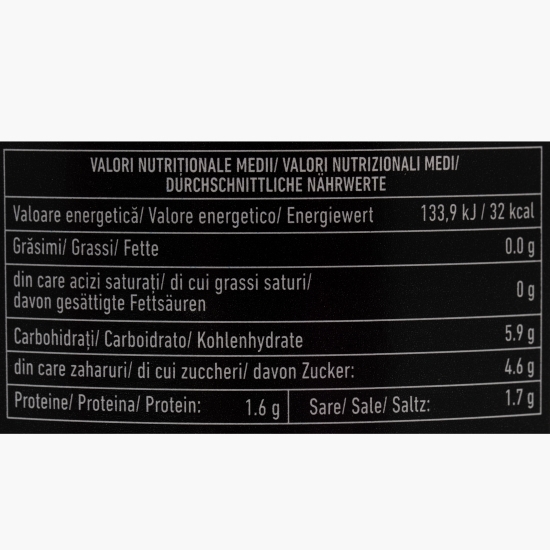 VALORI NUTRIȚIONALE MEDII/ VALORI NUTRIZIONALI MEDI/
DURCHSCHNITTLICHE NÄHRWERTE
Valoare energetică/ Valore energetico/ Energiewert 133,9 kJ / 32 kcal
Grăsimi/ Grassi/ Fette 0.0 g
din care acizi saturați/ di cui grassi saturi/
davon gesättigte Fettsäuren 0 g
Carbohidrați/ Carboidrato/ Kohlenhydrate 5.9 g
din care zaharuri/ di cui zuccheri/ davon Zucker: 4.6 g
Proteine/ Proteina/ Protein: 1.6 g Sare/ Sale/ Saltz: 1.7 g